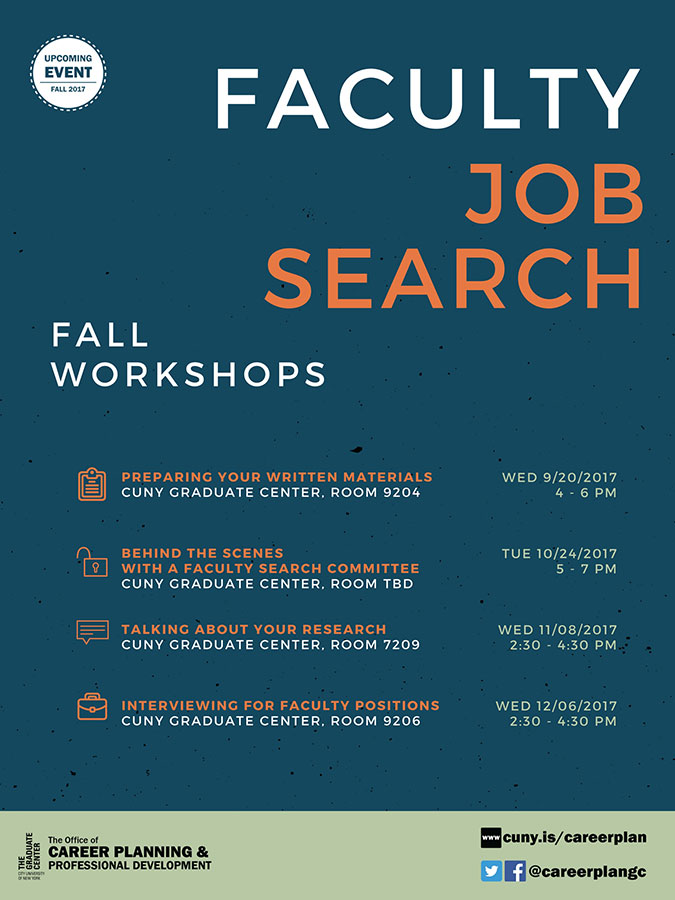 UPCOMING
EVENT
FALL 2017
FACULTY
JOB
SEARCH
FALL
WORKSHOPS
PREPARING YOUR WRITTEN MATERIALS
CUNY GRADUATE CENTER, ROOM 9204
WED 9/20/2017
4 - 6 PM
BEHIND THE SCENES
WITH A FACULTY SEARCH COMMITTEE
CUNY GRADUATE CENTER, ROOM TBD
TUE 10/24/2017
5 - 7 PM
TALKING ABOUT YOUR RESEARCH
CUNY GRADUATE CENTER, ROOM 7209
WED 11/08/2017
2:30 - 4:30 PM
INTERVIEWING FOR FACULTY POSITIONS
CUNY GRADUATE CENTER, ROOM 9206
WED 12/06/2017
2:30 - 4:30 PM
THE
GRADUATE
CENTER
CITY UNIVERSITY
OF NEW YORK
The Office of
CAREER PLANNING &
PROFESSIONAL DEVELOPMENT
www cuny.is/careerplan
@careerplangc